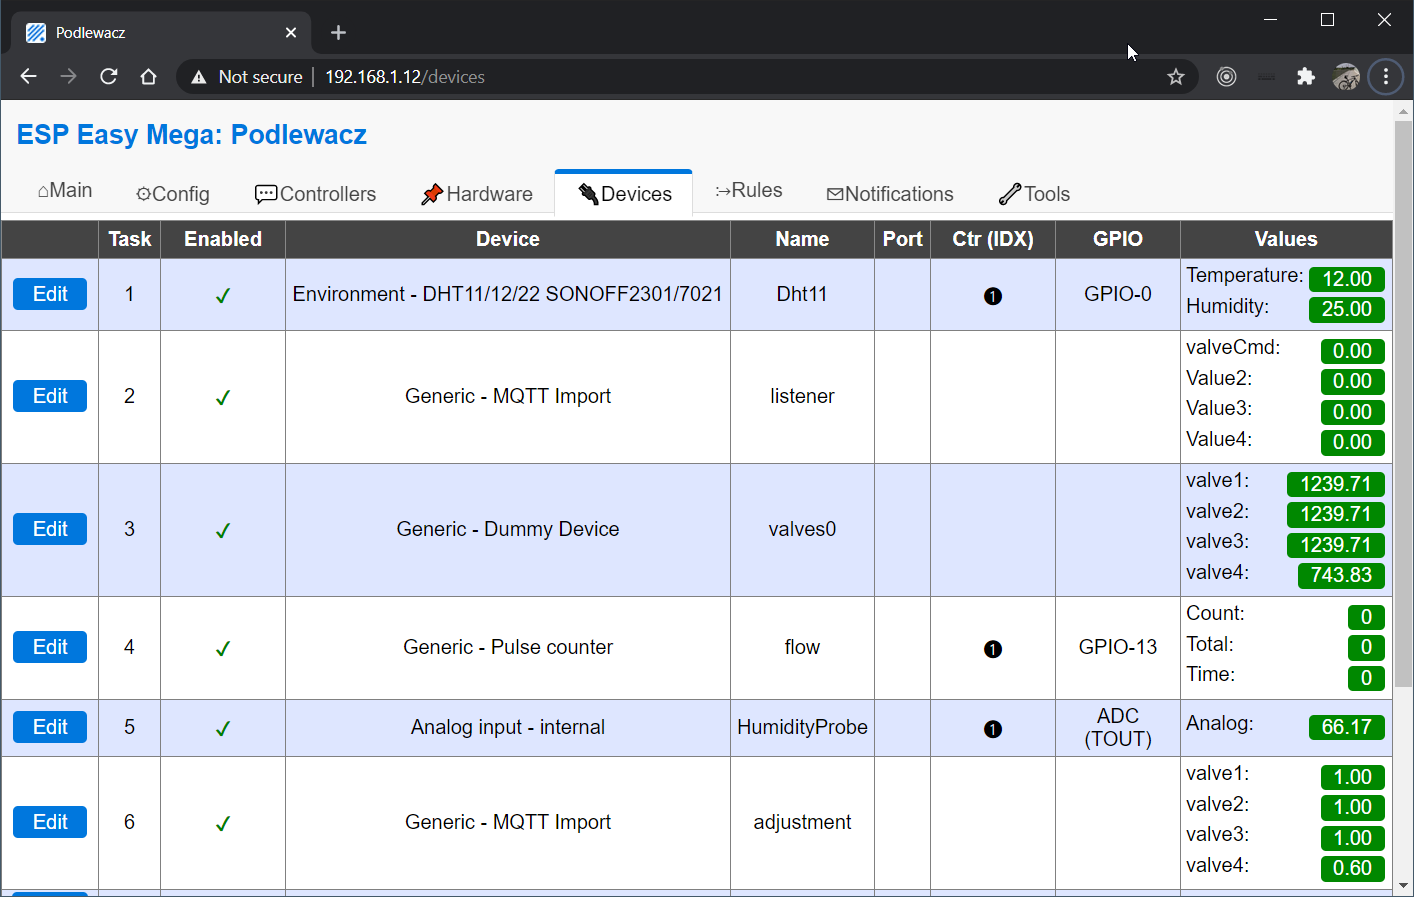 Podlewacz
Not secure
192.168.1.12/devices
ESP Easy Mega: Podlewacz
Main
Config
Controllers
Hardware
Devices
Rules
Notifications
Tools
Task Enabled Device Name Port Ctr (IDX) GPIO Values
Edit 1 ✓ Environment - DHT11/12/22 SONOFF2301/7021 Dht11 ❶ GPIO-0
Temperature: 12.00
Humidity: 25.00
Edit 2 ✓ Generic - MQTT Import listener
valveCmd: 0.00
Value2: 0.00
Value3: 0.00
Value4: 0.00
Edit 3 ✓ Generic - Dummy Device valves0
valve1: 1239.71
valve2: 1239.71
valve3: 1239.71
valve4: 743.83
Edit 4 ✓ Generic - Pulse counter flow ❶ GPIO-13
Count: 0
Total: 0
Time: 0
Edit 5 ✓ Analog input - internal HumidityProbe ❶ ADC
(TOUT)
Analog: 66.17
Edit 6 ✓ Generic - MQTT Import adjustment
valve1: 1.00
valve2: 1.00
valve3: 1.00
valve4: 0.60